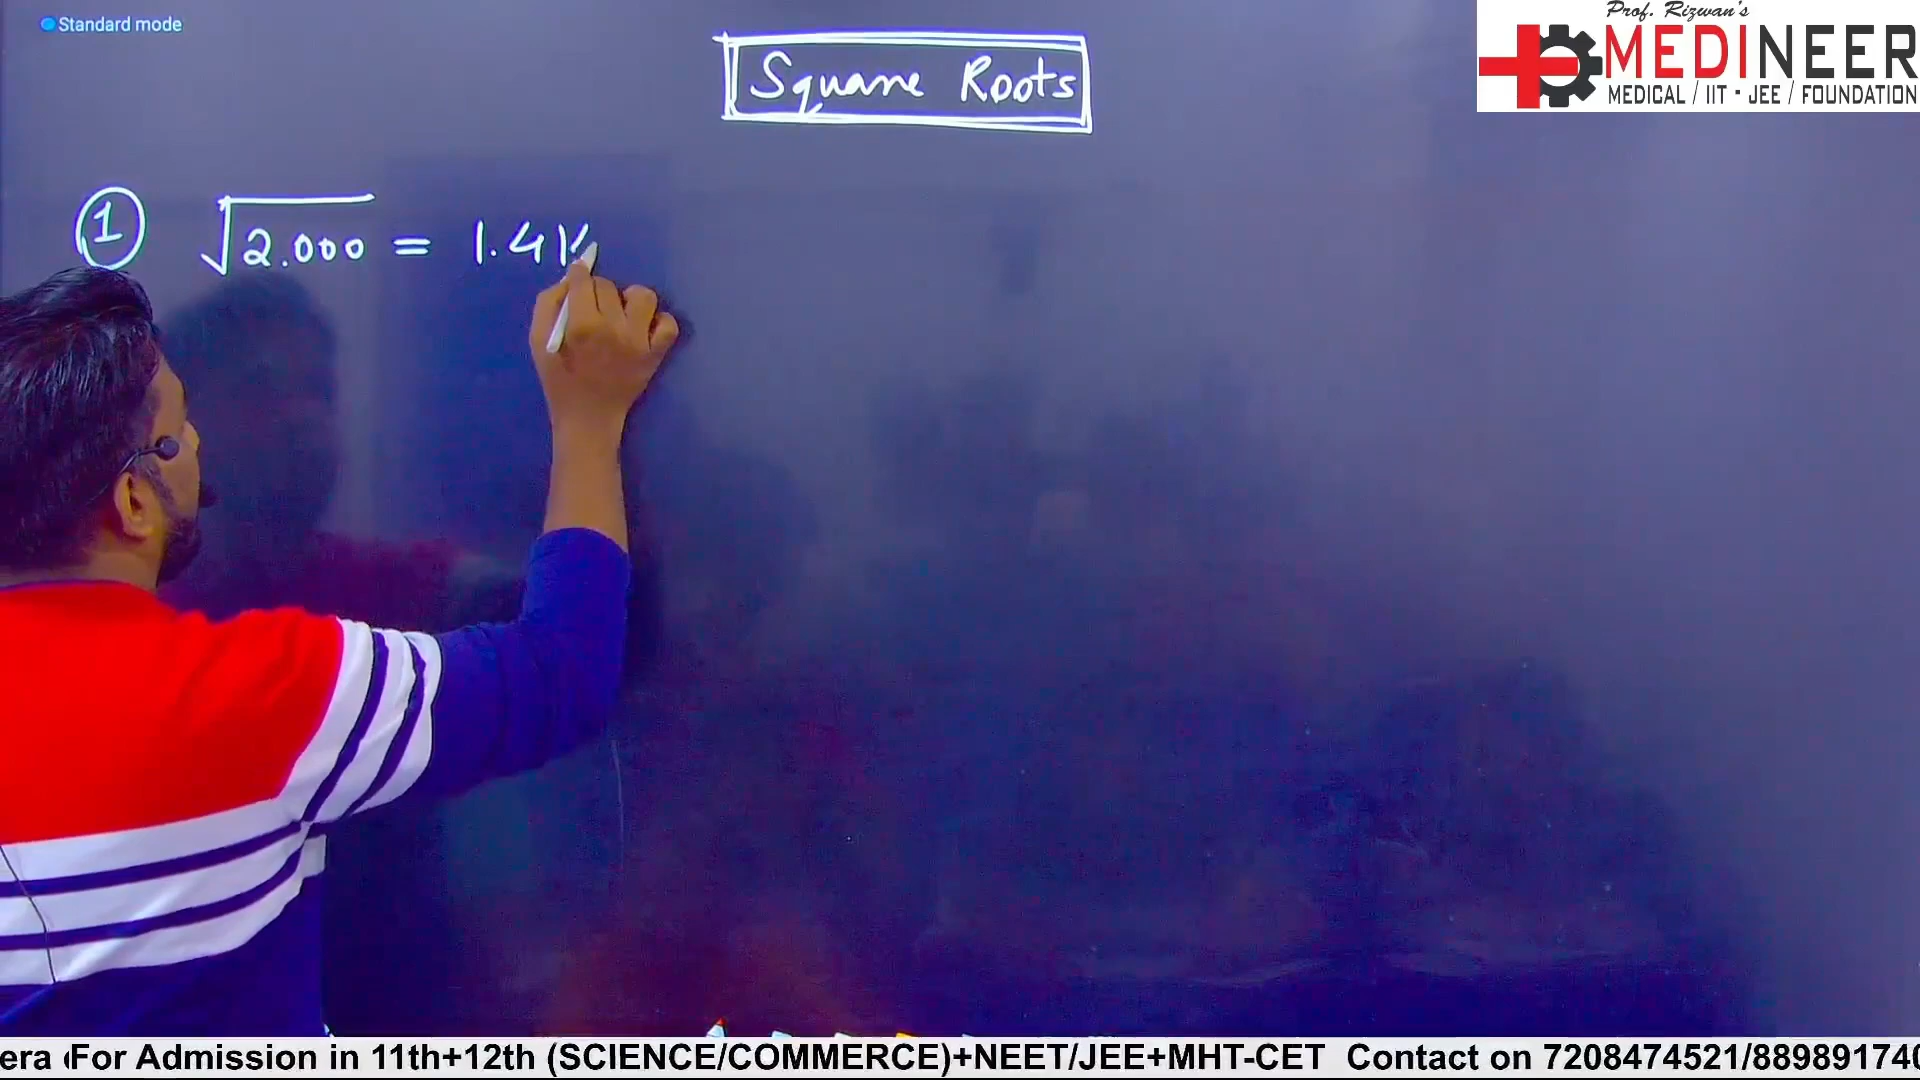 Standard mode
Prof. Rizwan's
MEDINEER
MEDICAL / IIT - JEE / FOUNDATION
Square Roots
① √2.000 = 1.41
era For Admission in 11th+12th (SCIENCE/COMMERCE)+NEET/JEE+MHT-CET Contact on 7208474521/889891740